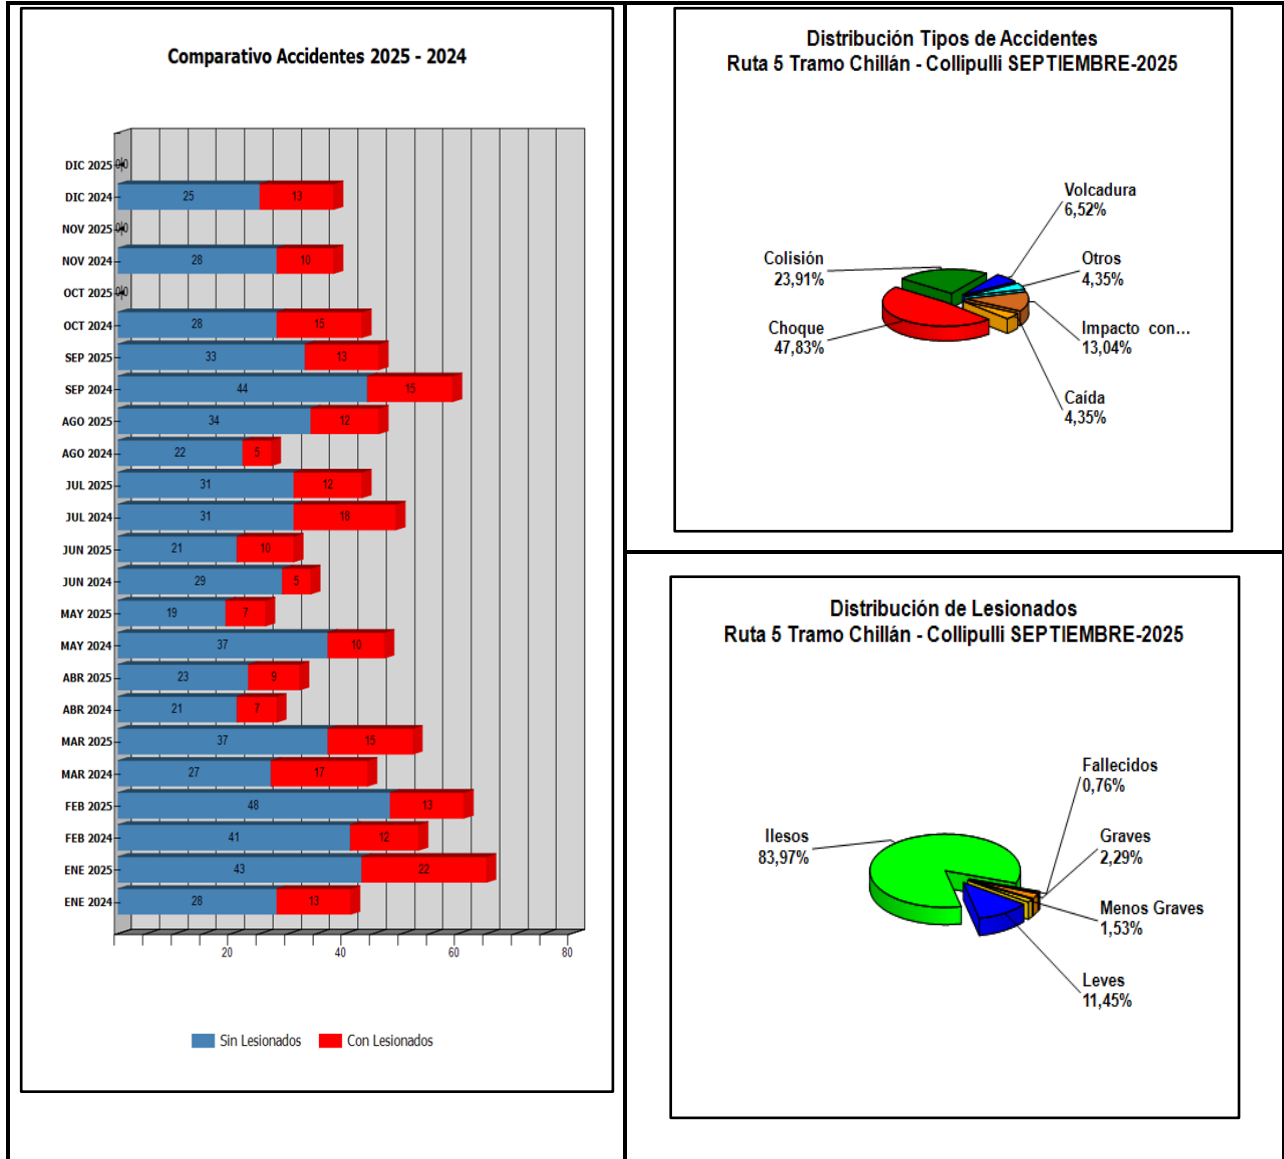 Comparativo Accidentes 2025 - 2024
DIC 2025 0 0
DIC 2024 25 13
NOV 2025 0 0
NOV 2024 28 10
OCT 2025 0 0
OCT 2024 28 15
SEP 2025 33 13
SEP 2024 44 15
AGO 2025 34 12
AGO 2024 22 5
JUL 2025 31 12
JUL 2024 31 18
JUN 2025 21 10
JUN 2024 29 5
MAY 2025 19 7
MAY 2024 37 10
ABR 2025 23 9
ABR 2024 21 7
MAR 2025 37 15
MAR 2024 27 17
FEB 2025 48 13
FEB 2024 41 12
ENE 2025 43 22
ENE 2024 28 13
20 40 60 80
Sin Lesionados Con Lesionados
Distribución Tipos de Accidentes
Ruta 5 Tramo Chillán - Collipulli SEPTIEMBRE-2025
Volcadura
6,52%
Colisión
23,91%
Otros
4,35%
Choque
47,83%
Impacto con...
13,04%
Caída
4,35%
Distribución de Lesionados
Ruta 5 Tramo Chillán - Collipulli SEPTIEMBRE-2025
Fallecidos
0,76%
Ilesos
83,97%
Graves
2,29%
Menos Graves
1,53%
Leves
11,45%